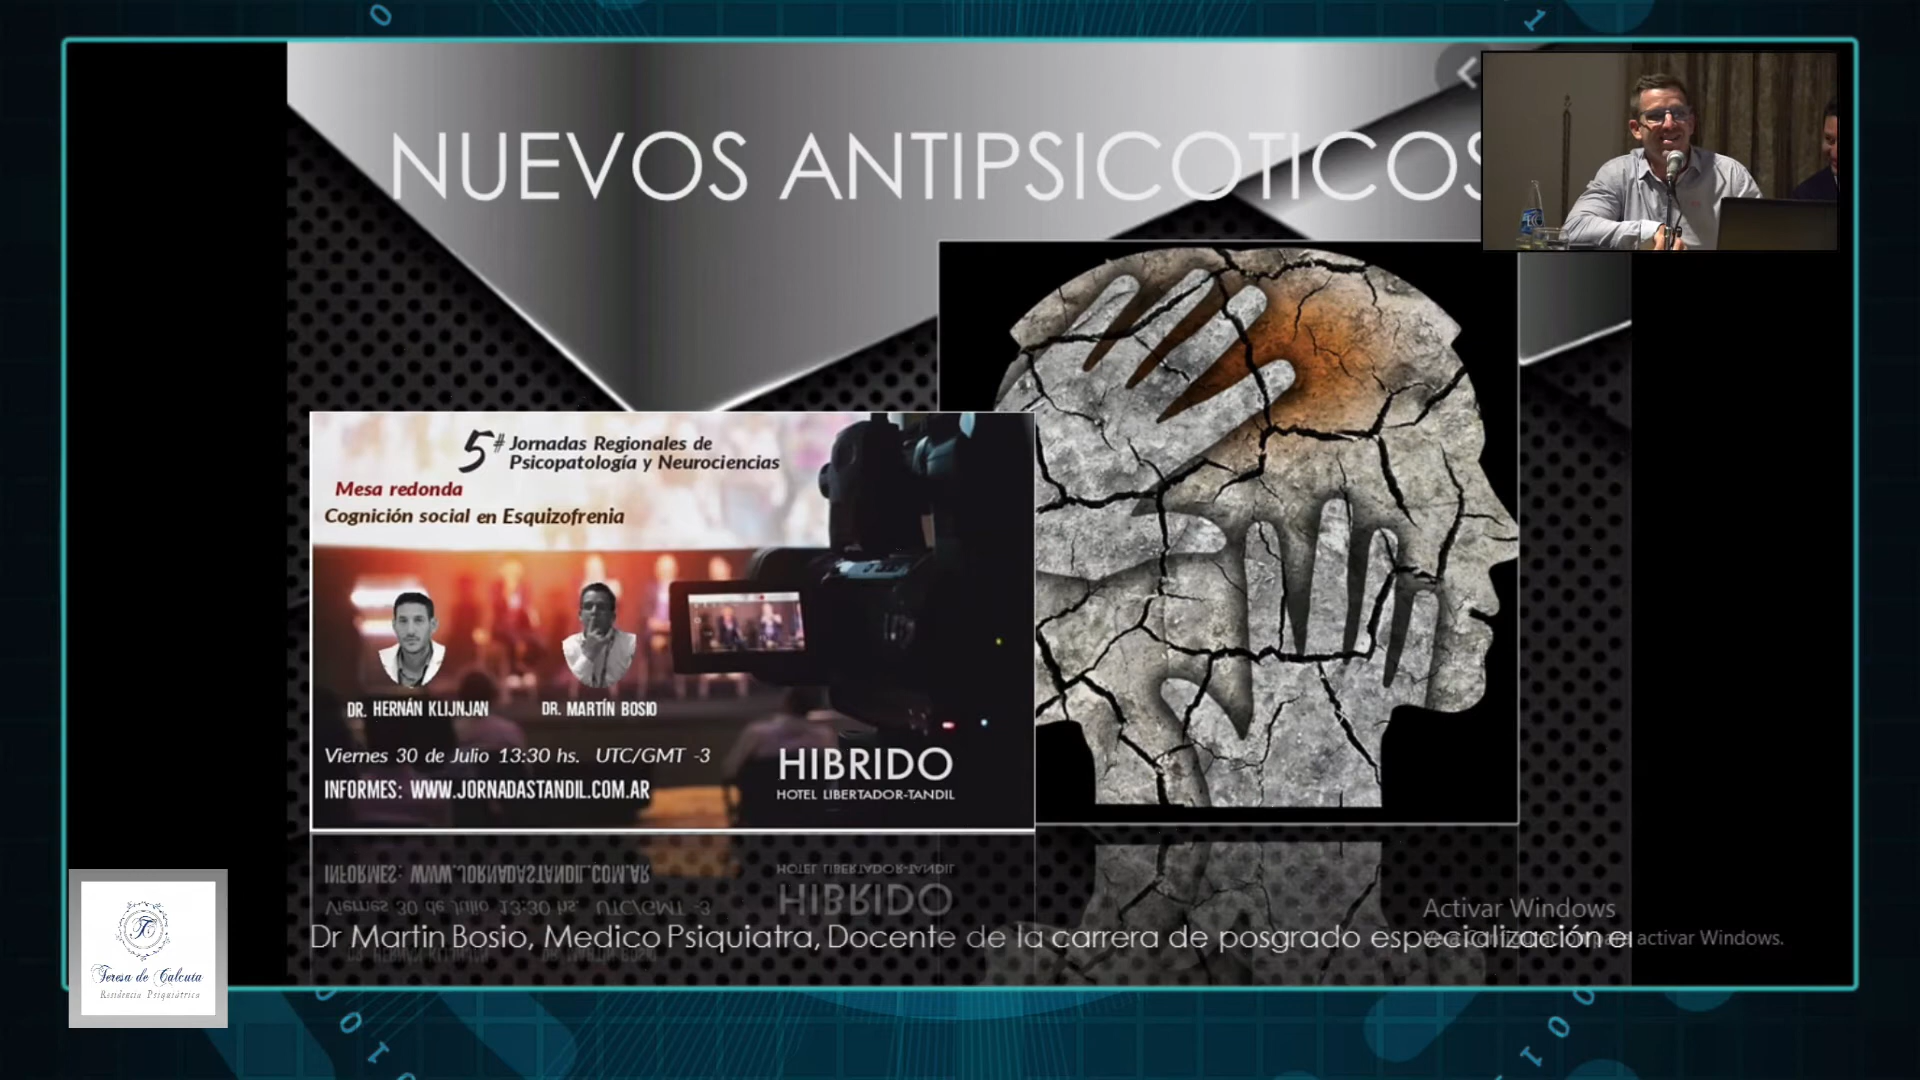 NUEVOS ANTIPSICOTICOS
5# Jornadas Regionales de
Psicopatología y Neurociencias
Mesa redonda
Cognición social en Esquizofrenia
DR. HERNÁN KLIJNJAN
DR. MARTÍN BOSIO
Viernes 30 de Julio 13:30 hs. UTC/GMT -3
INFORMES: WWW.JORNADASTANDIL.COM.AR
HIBRIDO
HOTEL LIBERTADOR-TANDIL
Activar Windows
activar Windows.
Dr Martin Bosio, Medico Psiquiatra, Docente de la carrera de posgrado especialización
Teresa de Calcuta
Residencia Psiquiátrica